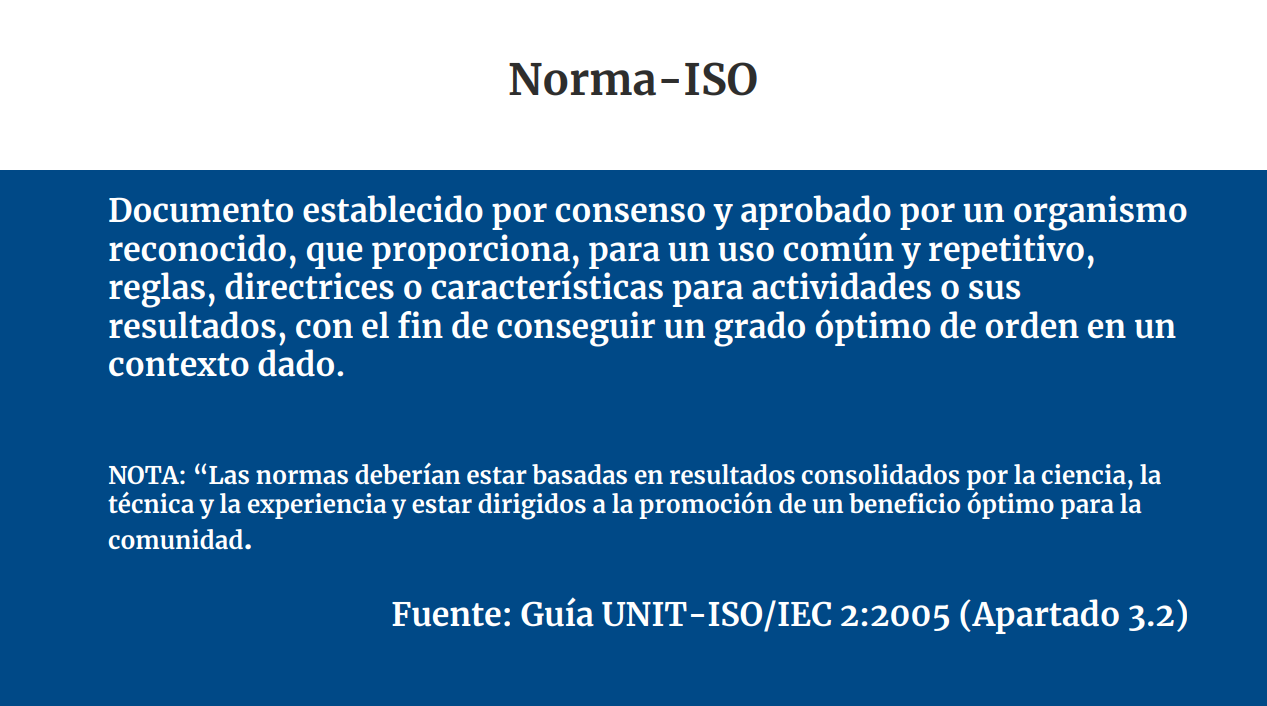 Norma-ISO
Documento establecido por consenso y aprobado por un organismo
reconocido, que proporciona, para un uso común y repetitivo,
reglas, directrices o características para actividades o sus
resultados, con el fin de conseguir un grado óptimo de orden en un
contexto dado.
NOTA: “Las normas deberían estar basadas en resultados consolidados por la ciencia, la
técnica y la experiencia y estar dirigidos a la promoción de un beneficio óptimo para la
comunidad.
Fuente: Guía UNIT-ISO/IEC 2:2005 (Apartado 3.2)